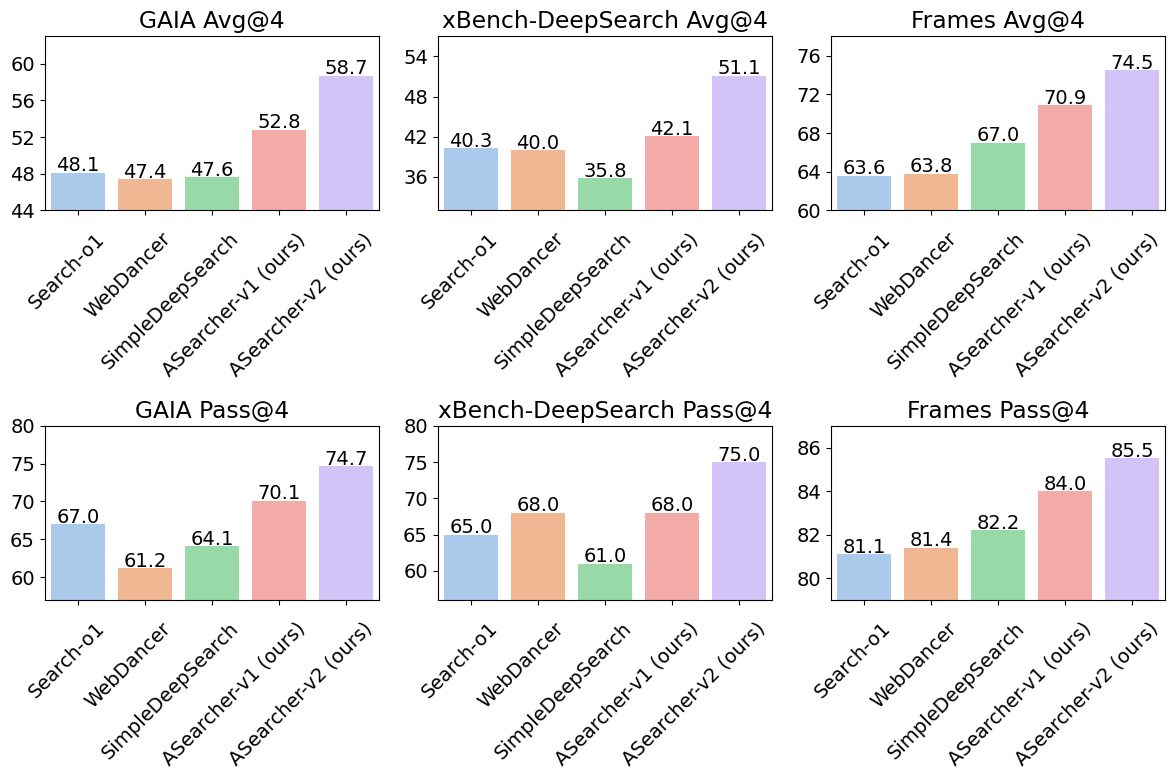 GAIA Avg@4
60
56
52
48
44
48.1
47.4
47.6
52.8
58.7
Search-o1
WebDancer
SimpleDeepSearch
ASearcher-v1 (ours)
ASearcher-v2 (ours)
xBench-DeepSearch Avg@4
54
48
42
36
40.3
40.0
35.8
42.1
51.1
Search-o1
WebDancer
SimpleDeepSearch
ASearcher-v1 (ours)
ASearcher-v2 (ours)
Frames Avg@4
76
72
68
64
60
63.6
63.8
67.0
70.9
74.5
Search-o1
WebDancer
SimpleDeepSearch
ASearcher-v1 (ours)
ASearcher-v2 (ours)
GAIA Pass@4
80
75
70
65
60
67.0
61.2
64.1
70.1
74.7
Search-o1
WebDancer
SimpleDeepSearch
ASearcher-v1 (ours)
ASearcher-v2 (ours)
xBench-DeepSearch Pass@4
80
75
70
65
60
65.0
68.0
61.0
68.0
75.0
Search-o1
WebDancer
SimpleDeepSearch
ASearcher-v1 (ours)
ASearcher-v2 (ours)
Frames Pass@4
86
84
82
80
81.1
81.4
82.2
84.0
85.5
Search-o1
WebDancer
SimpleDeepSearch
ASearcher-v1 (ours)
ASearcher-v2 (ours)